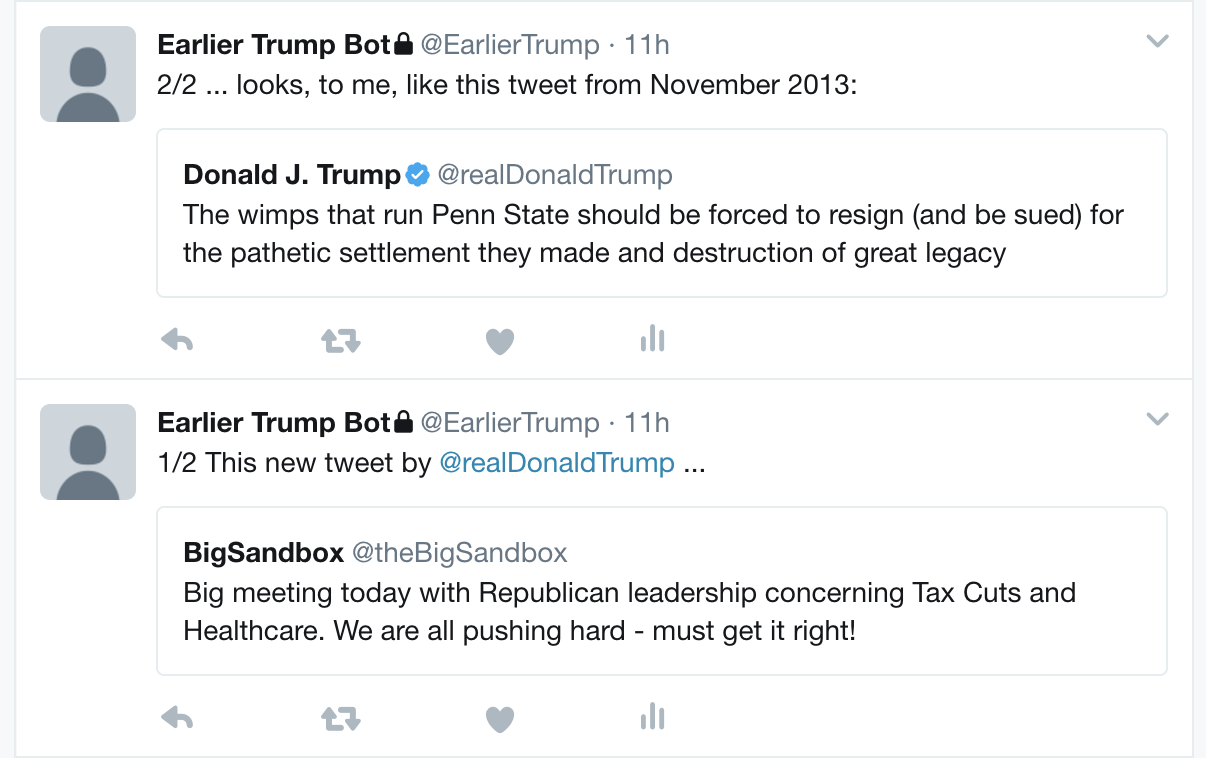 Earlier Trump Bot @EarlierTrump · 11h
2/2 ... looks, to me, like this tweet from November 2013:
Donald J. Trump @realDonaldTrump
The wimps that run Penn State should be forced to resign (and be sued) for
the pathetic settlement they made and destruction of great legacy
Earlier Trump Bot @EarlierTrump · 11h
1/2 This new tweet by @realDonaldTrump ...
BigSandbox @theBigSandbox
Big meeting today with Republican leadership concerning Tax Cuts and
Healthcare. We are all pushing hard - must get it right!